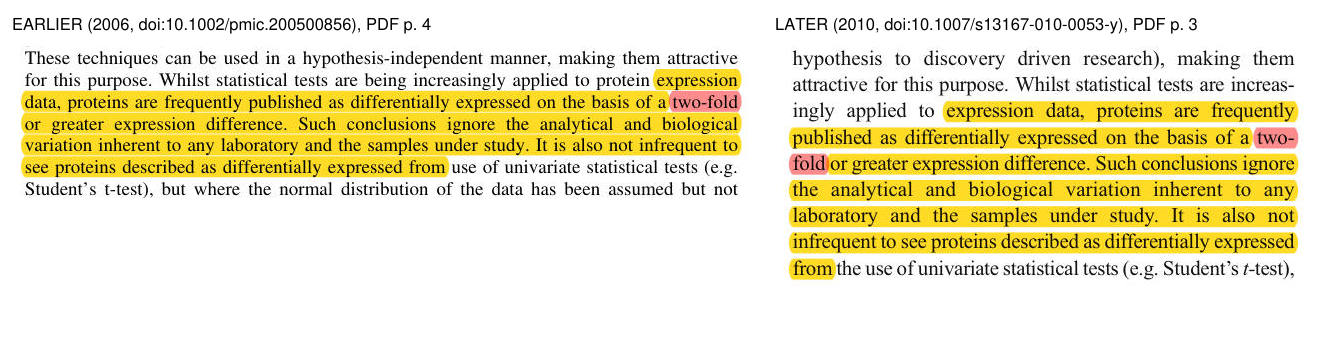 EARLIER (2006, doi:10.1002/pmic.200500856), PDF p. 4
These techniques can be used in a hypothesis-independent manner, making them attractive
for this purpose. Whilst statistical tests are being increasingly applied to protein expression
data, proteins are frequently published as differentially expressed on the basis of a two-fold
or greater expression difference. Such conclusions ignore the analytical and biological
variation inherent to any laboratory and the samples under study. It is also not infrequent to
see proteins described as differentially expressed from use of univariate statistical tests (e.g.
Student's t-test), but where the normal distribution of the data has been assumed but not
LATER (2010, doi:10.1007/s13167-010-0053-y), PDF p. 3
hypothesis to discovery driven research), making them
attractive for this purpose. Whilst statistical tests are increas-
ingly applied to expression data, proteins are frequently
published as differentially expressed on the basis of a two-
fold or greater expression difference. Such conclusions ignore
the analytical and biological variation inherent to any
laboratory and the samples under study. It is also not
infrequent to see proteins described as differentially expressed
from the use of univariate statistical tests (e.g. Student's t-test),